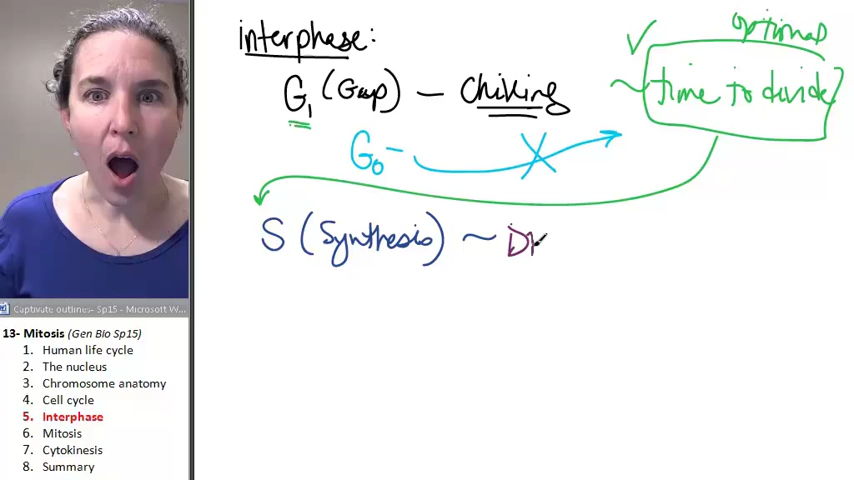 interphase:
optional
G1 (Gap) — Chilling
✓ ~ time to divide
G0 –
S (Synthesis) ~ DN
Captivate outlines- Sp15 - Microsoft W...
13- Mitosis (Gen Bio Sp15)
1. Human life cycle
2. The nucleus
3. Chromosome anatomy
4. Cell cycle
5. Interphase
6. Mitosis
7. Cytokinesis
8. Summary